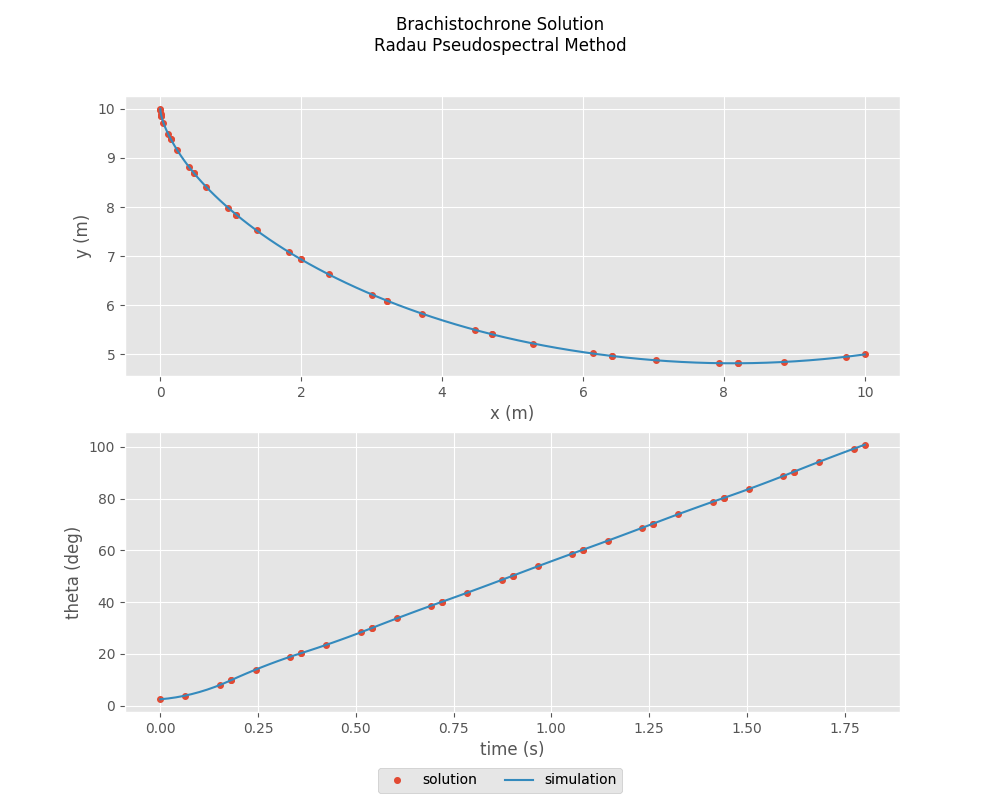 Brachistochrone Solution
Radau Pseudospectral Method
10
9
8
7
6
5
y (m)
0 2 4 6 8 10
x (m)
100
80
60
40
20
0
theta (deg)
0.00 0.25 0.50 0.75 1.00 1.25 1.50 1.75
time (s)
solution simulation